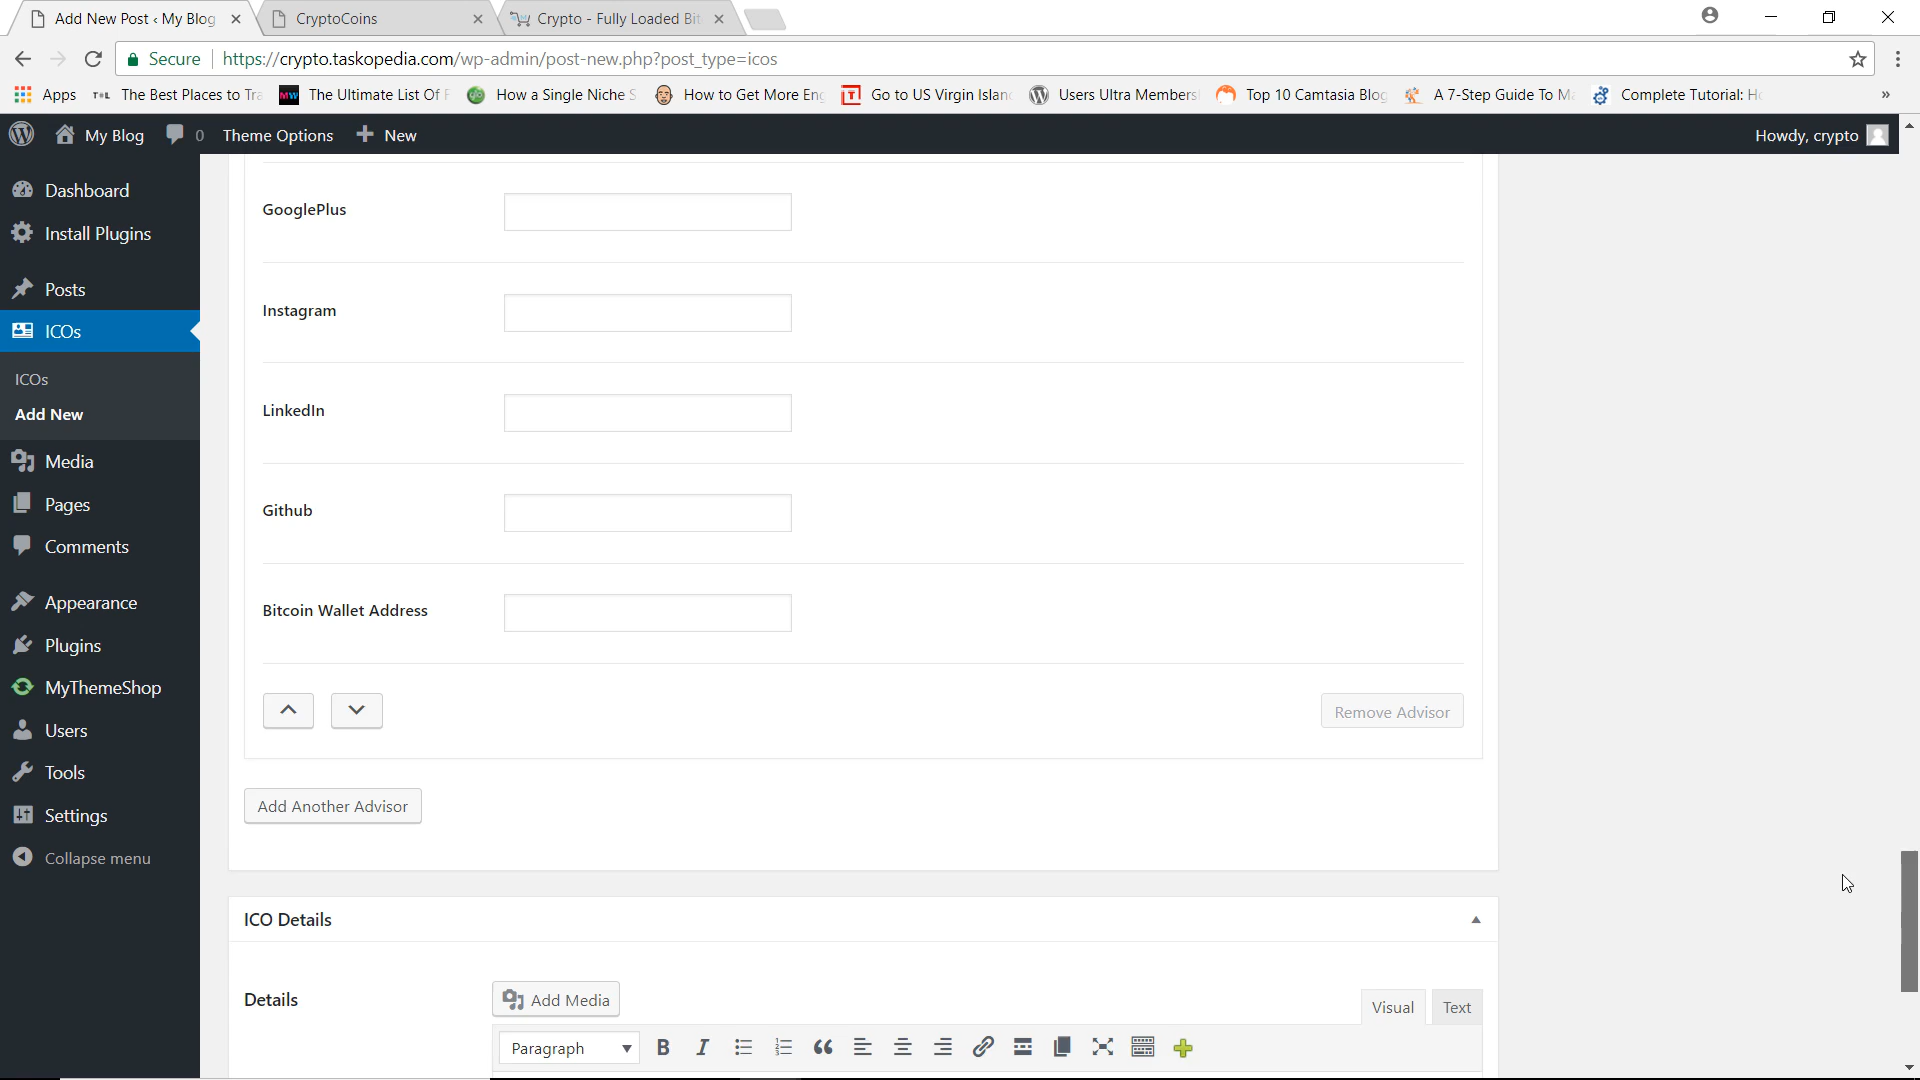 Add New Post ‹ My Blog
CryptoCoins
Crypto - Fully Loaded Bit
Secure
https://crypto.taskopedia.com/wp-admin/post-new.php?post_type=icos
Apps
T•L The Best Places to Tra
MW The Ultimate List Of F
How a Single Niche S
How to Get More Eng
T Go to US Virgin Islan
Users Ultra Members
Top 10 Camtasia Blog
A 7-Step Guide To Ma
Complete Tutorial: H
»
My Blog
0
Theme Options
New
Howdy, crypto
Dashboard
Install Plugins
Posts
ICOs
ICOs
Add New
Media
Pages
Comments
Appearance
Plugins
MyThemeShop
Users
Tools
Settings
Collapse menu
GooglePlus
Instagram
LinkedIn
Github
Bitcoin Wallet Address
Remove Advisor
Add Another Advisor
ICO Details
Details
Add Media
Visual
Text
Paragraph